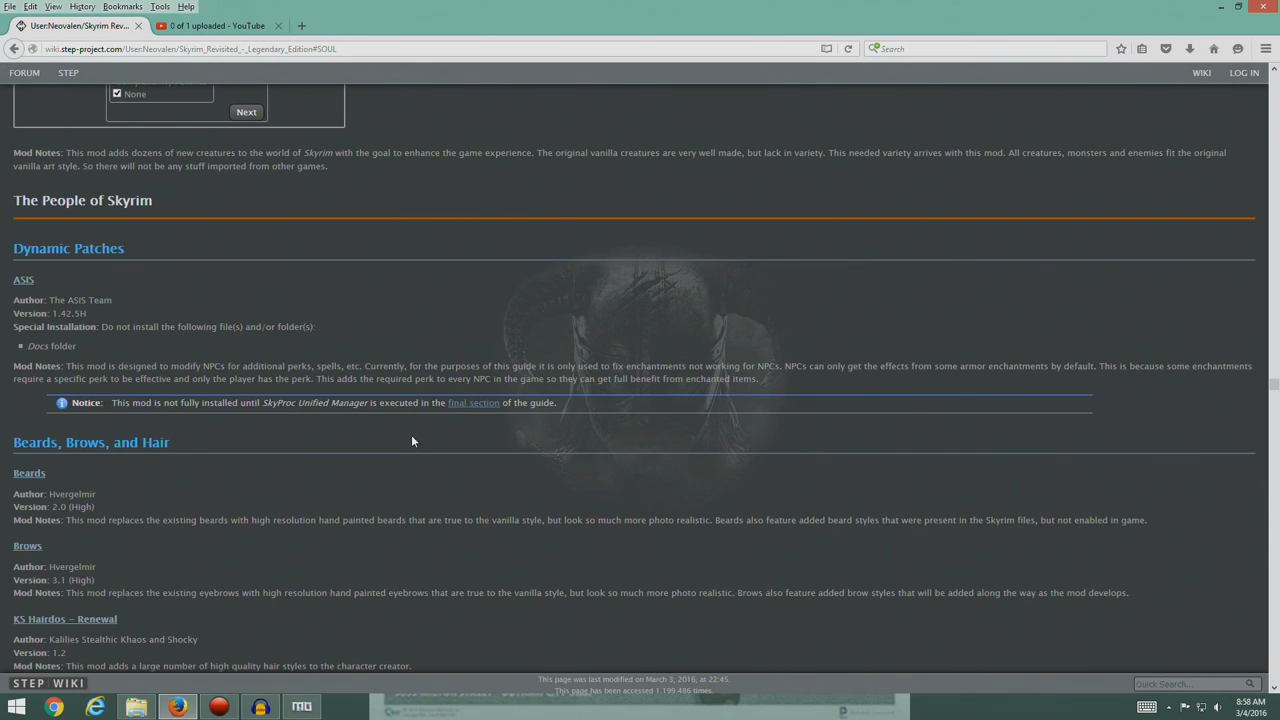 File Edit View History Bookmarks Tools Help
User:Neovalen/Skyrim Rev...
0 of 1 uploaded - YouTube
wiki.step-project.com/User:Neovalen/Skyrim_Revisited_-_Legendary_Edition#SOUL
Search
FORUM STEP WIKI LOG IN
None
Next
Mod Notes: This mod adds dozens of new creatures to the world of Skyrim with the goal to enhance the game experience. The original vanilla creatures are very well made, but lack in variety. This needed variety arrives with this mod. All creatures, monsters and enemies fit the original
vanilla art style. So there will not be any stuff imported from other games.
The People of Skyrim
Dynamic Patches
ASIS
Author: The ASIS Team
Version: 1.42.5H
Special Installation: Do not install the following file(s) and/or folder(s):
Docs folder
Mod Notes: This mod is designed to modify NPCs for additional perks, spells, etc. Currently, for the purposes of this guide it is only used to fix enchantments not working for NPCs. NPCs can only get the effects from some armor enchantments by default. This is because some enchantments
require a specific perk to be effective and only the player has the perk. This adds the required perk to every NPC in the game so they can get full benefit from enchanted items.
Notice: This mod is not fully installed until SkyProc Unified Manager is executed in the final section of the guide.
Beards, Brows, and Hair
Beards
Author: Hvergelmir
Version: 2.0 (High)
Mod Notes: This mod replaces the existing beards with high resolution hand painted beards that are true to the vanilla style, but look so much more photo realistic. Beards also feature added beard styles that were present in the Skyrim files, but not enabled in game.
Brows
Author: Hvergelmir
Version: 3.1 (High)
Mod Notes: This mod replaces the existing eyebrows with high resolution hand painted eyebrows that are true to the vanilla style, but look so much more photo realistic. Brows also feature added brow styles that will be added along the way as the mod develops.
KS Hairdos - Renewal
Author: Kalilies Stealthic Khaos and Shocky
Version: 1.2
Mod Notes: This mod adds a large number of high quality hair styles to the character creator.
STEP WIKI
This page was last modified on March 3, 2016, at 22:45.
This page has been accessed 1,199,486 times.
Quick Search...
MO
8:58 AM
3/4/2016